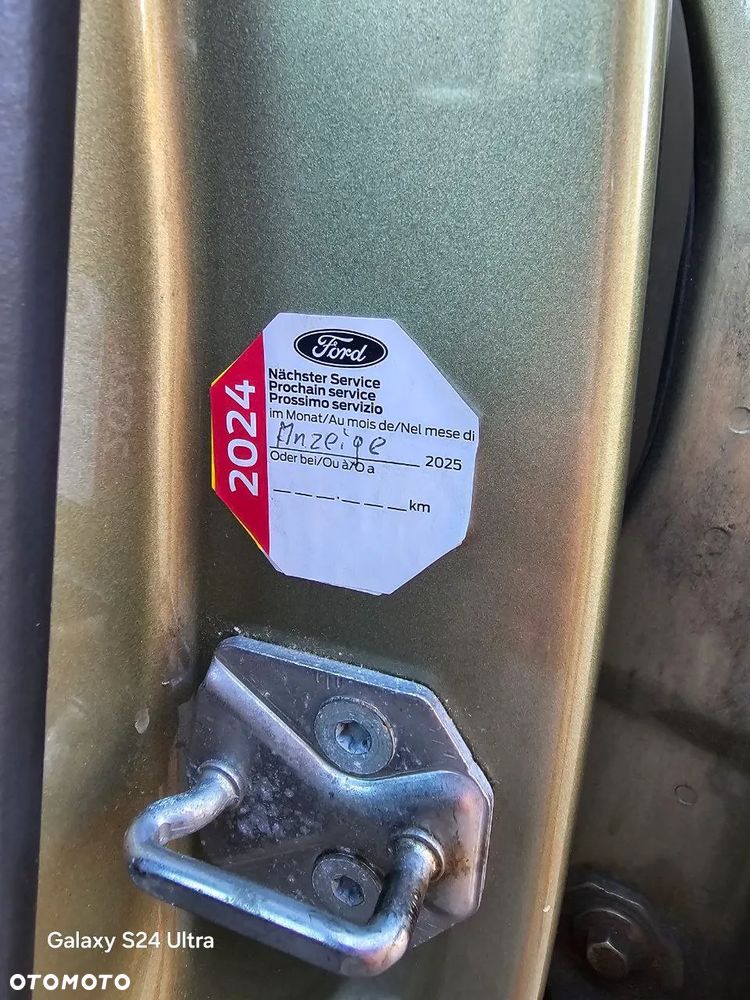 Ford
Nächster Service
Prochain service
Prossimo servizio
im Monat/Au mois de/Nel mese di
Anzeige 2025
Oder bei/Ou à/O a
km
2024
Galaxy S24 Ultra
OTOMOTO